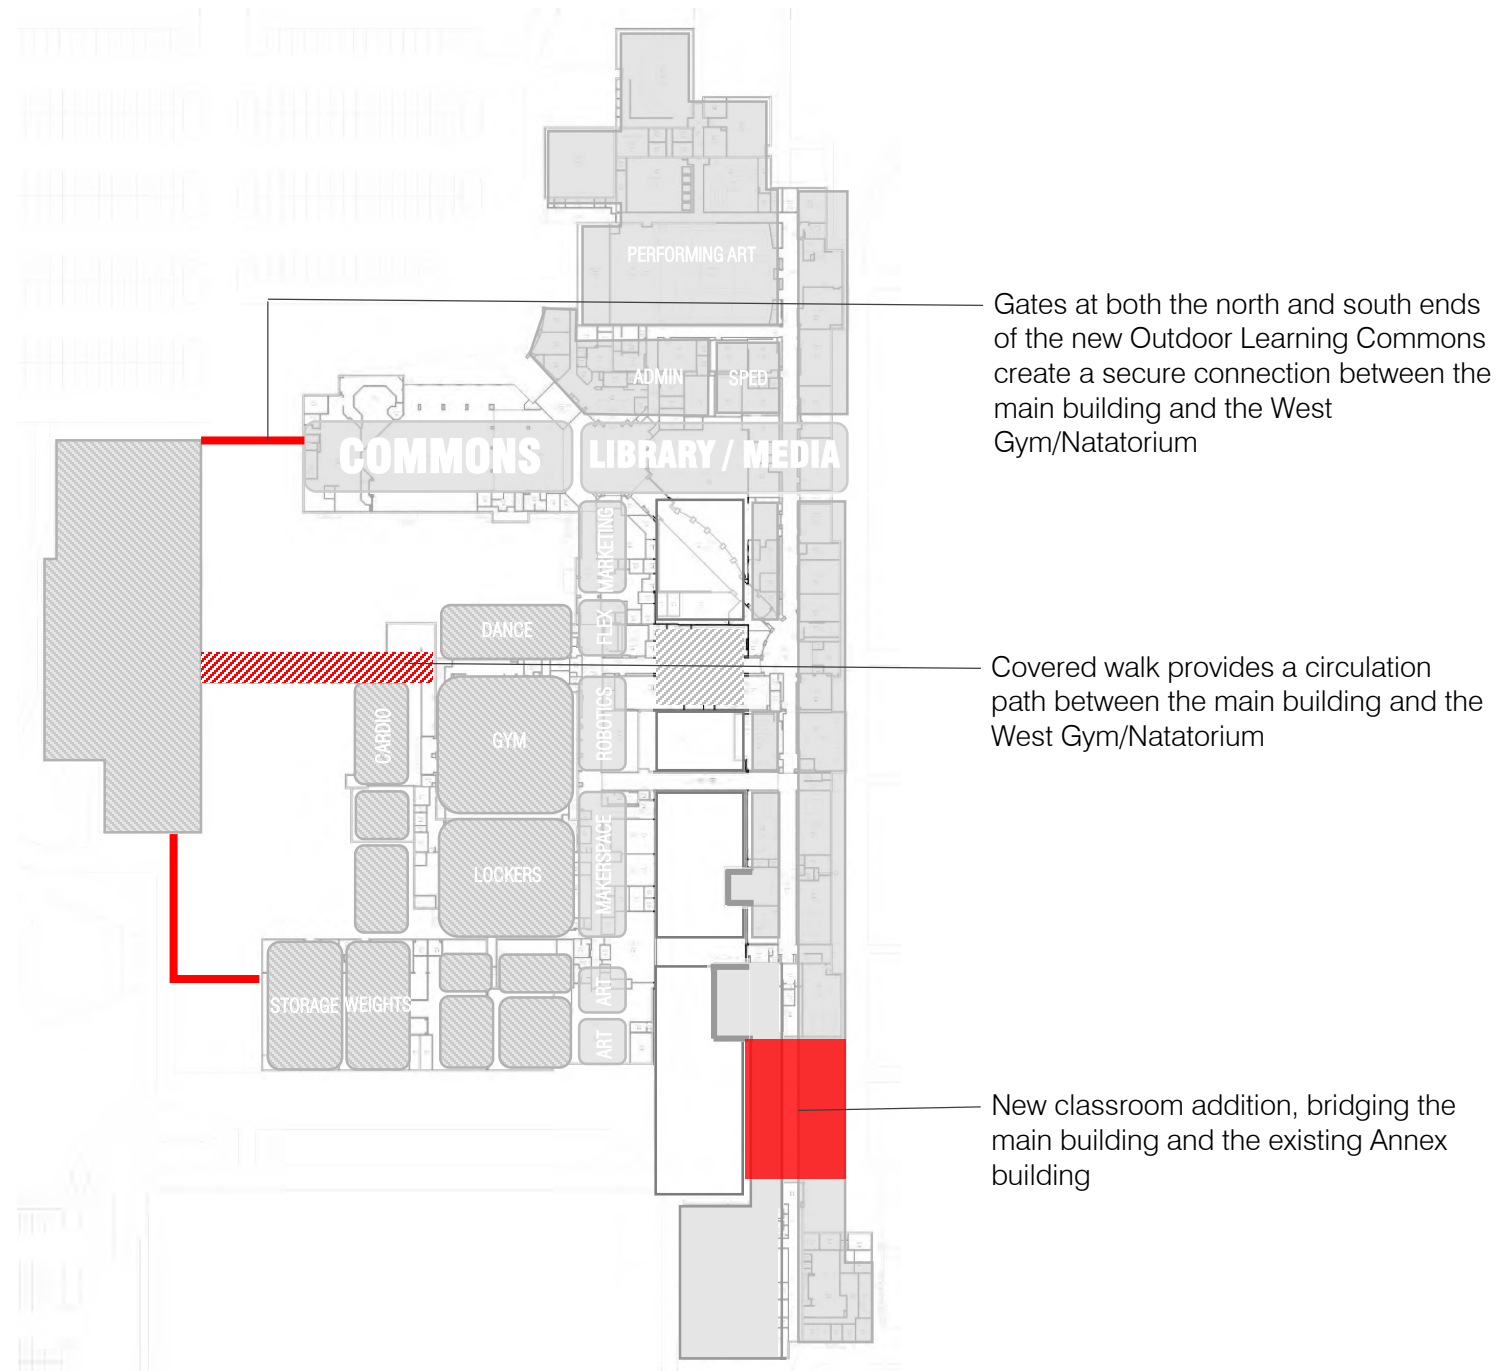 PERFORMING ART
Gates at both the north and south ends
of the new Outdoor Learning Commons
create a secure connection between the
main building and the West
Gym/Natatorium
ADMIN
SPED
COMMONS
LIBRARY / MEDIA
MARKETING
FLEX
DANCE
Covered walk provides a circulation
path between the main building and the
West Gym/Natatorium
CARDIO
GYM
ROBOTICS
MAKERSPACE
LOCKERS
STORAGE
WEIGHTS
ART
ART
New classroom addition, bridging the
main building and the existing Annex
building